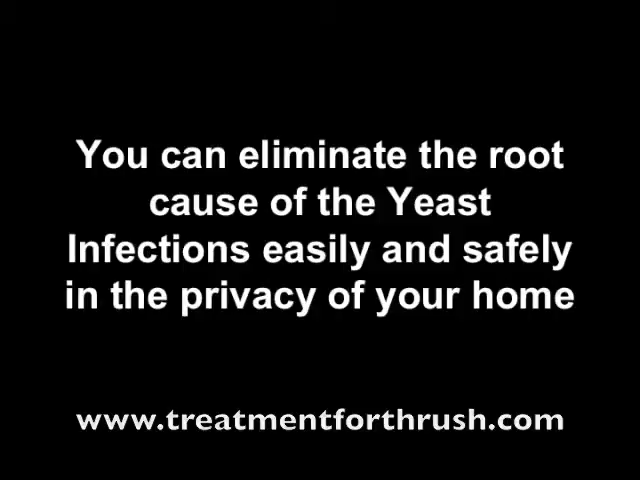 You can eliminate the root
cause of the Yeast
Infections easily and safely
in the privacy of your home
www.treatmentforthrush.com